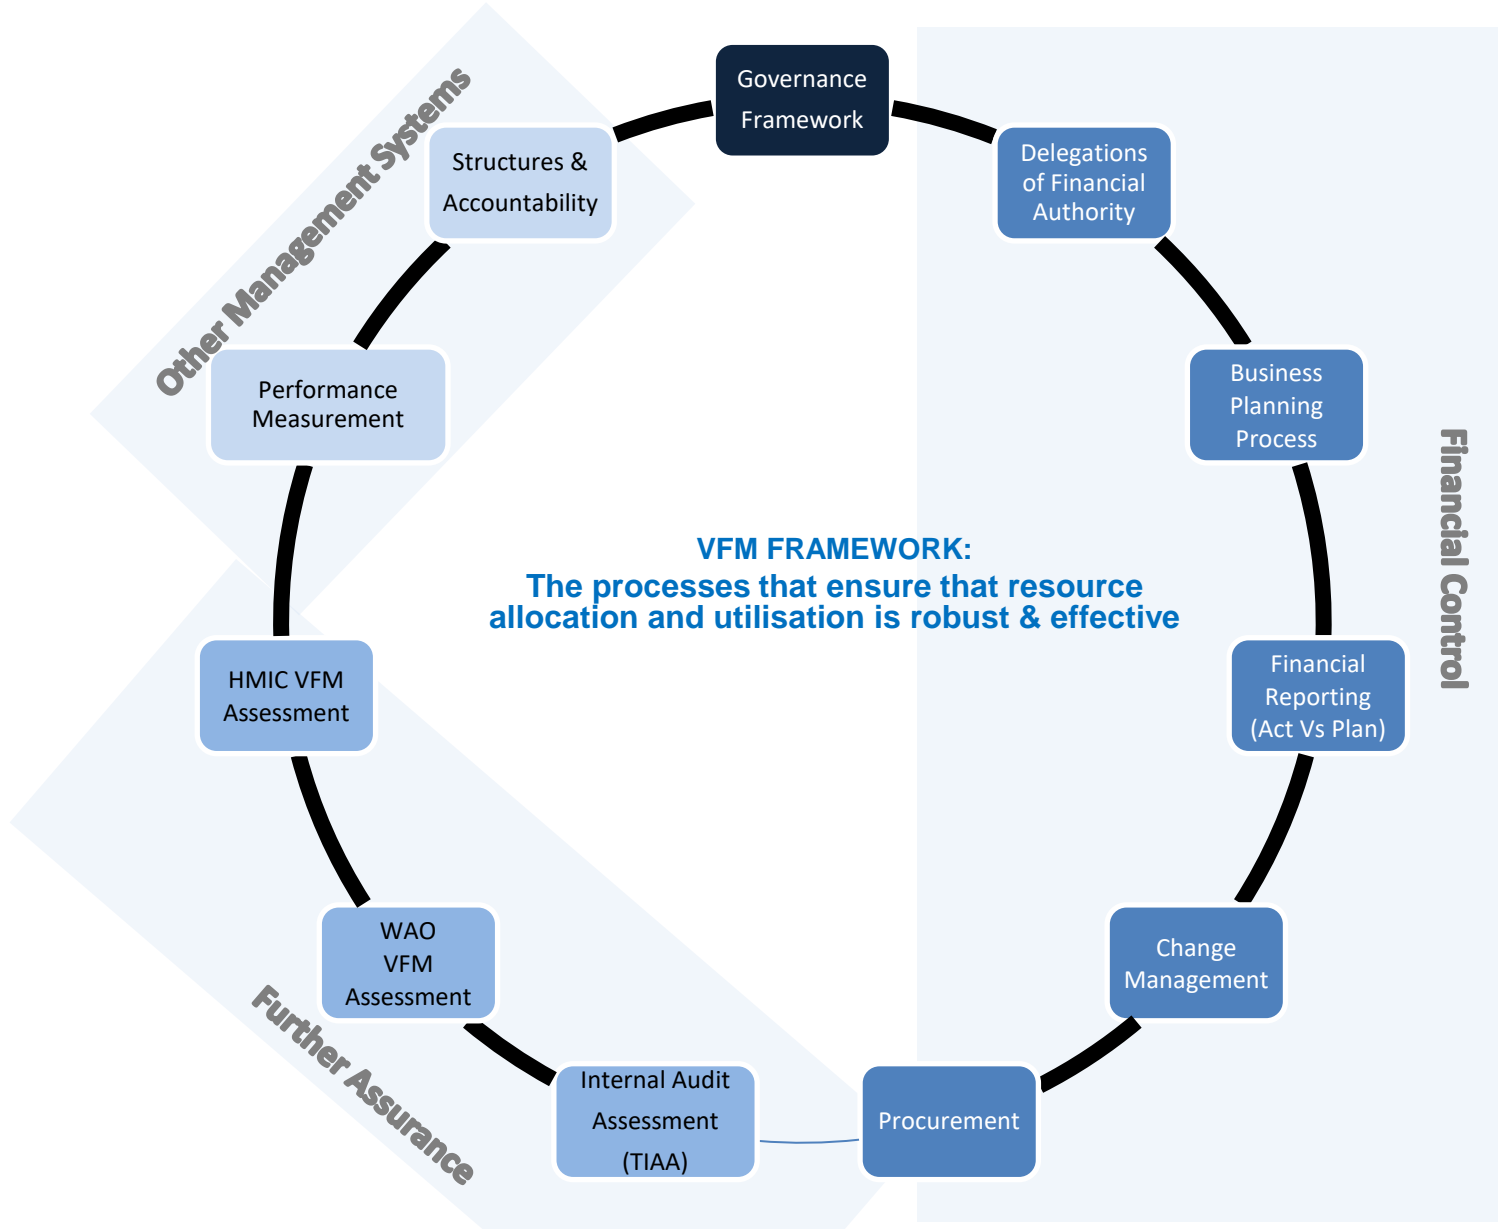 Governance
Framework
Delegations
of Financial
Authority
Business
Planning
Process
Financial
Reporting
(Act Vs Plan)
Change
Management
Procurement
Internal Audit
Assessment
(TIAA)
WAO
VFM
Assessment
HMIC VFM
Assessment
Performance
Measurement
Structures &
Accountability
Other Management Systems
Financial Control
Further Assurance
VFM FRAMEWORK:
The processes that ensure that resource
allocation and utilisation is robust & effective